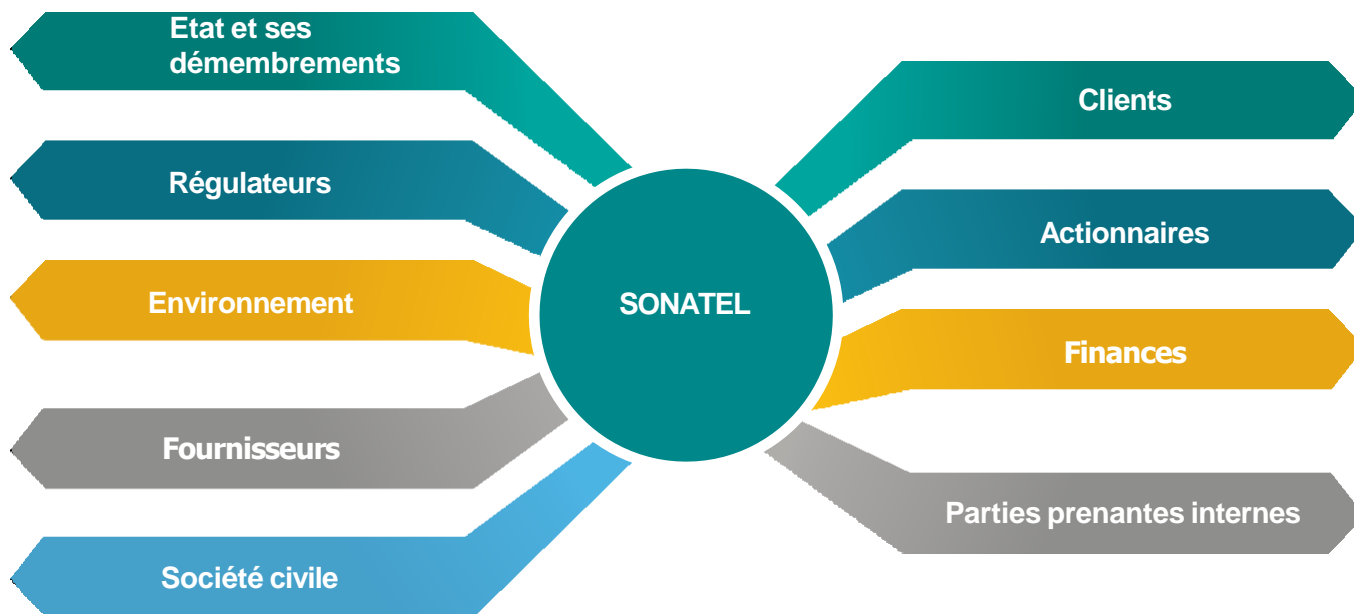 Etat et ses
démembrements
Régulateurs
Environnement
Fournisseurs
Société civile
SONATEL
Clients
Actionnaires
Finances
Parties prenantes internes